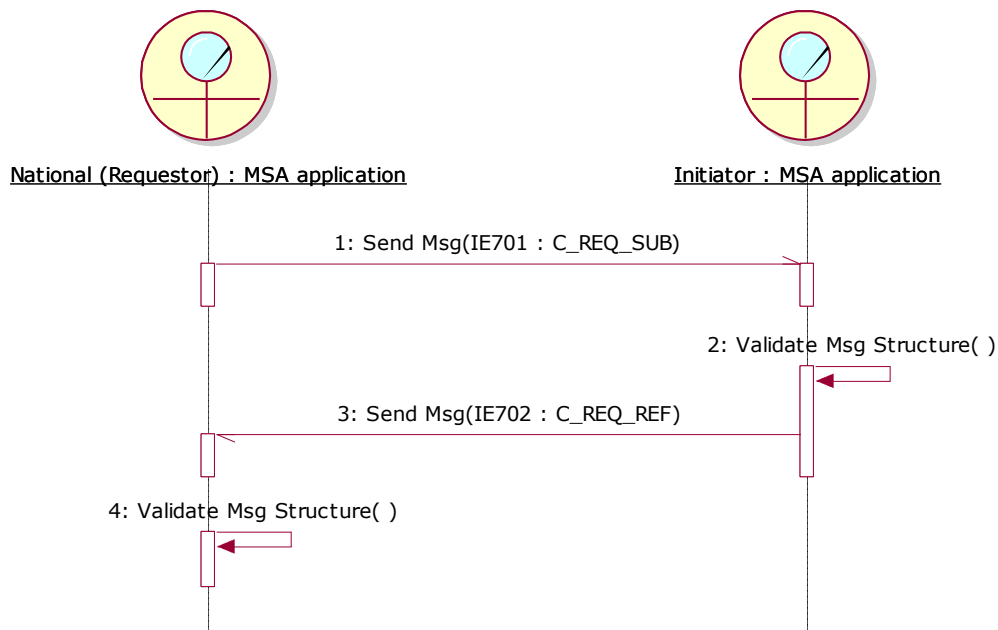 National (Requestor) : MSA application
Initiator : MSA application
1: Send Msg(IE701 : C_REQ_SUB)
2: Validate Msg Structure( )
3: Send Msg(IE702 : C_REQ_REF)
4: Validate Msg Structure( )